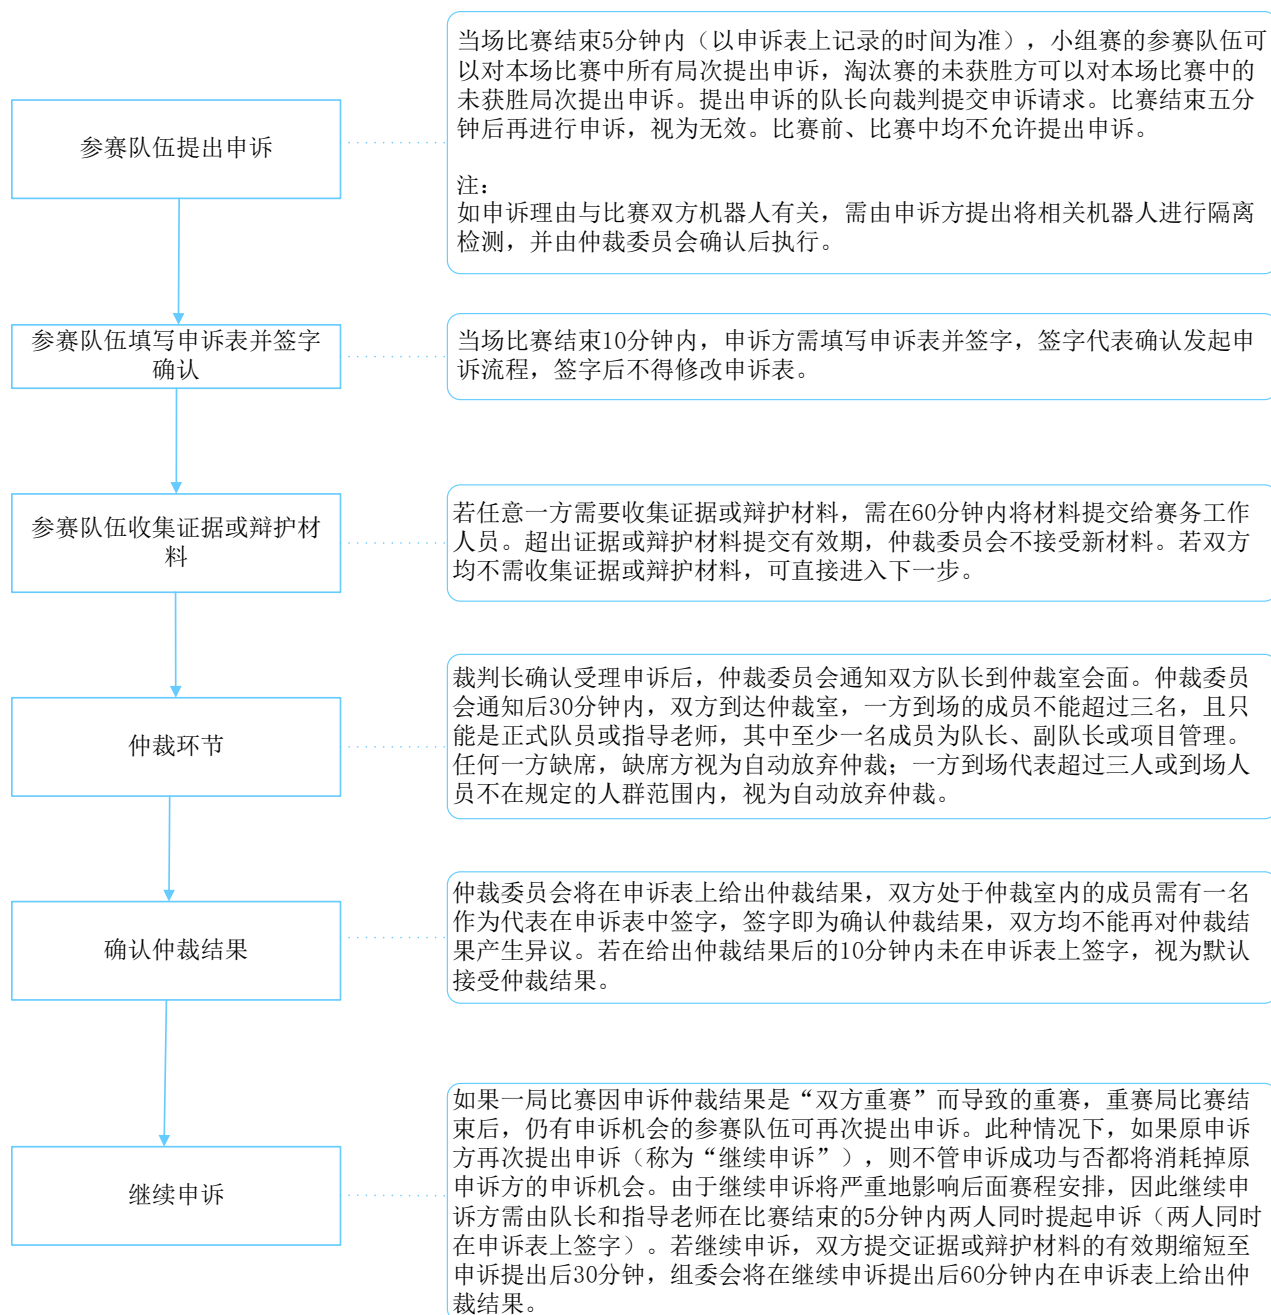 参赛队伍提出申诉
当场比赛结束5分钟内（以申诉表上记录的时间为准），小组赛的参赛队伍可
以对本场比赛中所有局次提出申诉，淘汰赛的未获胜方可以对本场比赛中的
未获胜局次提出申诉。提出申诉的队长向裁判提交申诉请求。比赛结束五分
钟后再进行申诉，视为无效。比赛前、比赛中均不允许提出申诉。
注：
如申诉理由与比赛双方机器人有关，需由申诉方提出将相关机器人进行隔离
检测，并由仲裁委员会确认后执行。
参赛队伍填写申诉表并签字
确认
当场比赛结束10分钟内，申诉方需填写申诉表并签字，签字代表确认发起申
诉流程，签字后不得修改申诉表。
参赛队伍收集证据或辩护材
料
若任意一方需要收集证据或辩护材料，需在60分钟内将材料提交给赛务工作
人员。超出证据或辩护材料提交有效期，仲裁委员会不接受新材料。若双方
均不需收集证据或辩护材料，可直接进入下一步。
仲裁环节
裁判长确认受理申诉后，仲裁委员会通知双方队长到仲裁室会面。仲裁委员
会通知后30分钟内，双方到达仲裁室，一方到场的成员不能超过三名，且只
能是正式队员或指导老师，其中至少一名成员为队长、副队长或项目管理。
任何一方缺席，缺席方视为自动放弃仲裁；一方到场代表超过三人或到场人
员不在规定的人群范围内，视为自动放弃仲裁。
确认仲裁结果
仲裁委员会将在申诉表上给出仲裁结果，双方处于仲裁室内的成员需有一名
作为代表在申诉表中签字，签字即为确认仲裁结果，双方均不能再对仲裁结
果产生异议。若在给出仲裁结果后的10分钟内未在申诉表上签字，视为默认
接受仲裁结果。
继续申诉
如果一局比赛因申诉仲裁结果是“双方重赛”而导致的重赛，重赛局比赛结
束后，仍有申诉机会的参赛队伍可再次提出申诉。此种情况下，如果原申诉
方再次提出申诉（称为“继续申诉”），则不管申诉成功与否都将消耗掉原
申诉方的申诉机会。由于继续申诉将严重地影响后面赛程安排，因此继续申
诉方需由队长和指导老师在比赛结束的5分钟内两人同时提起申诉（两人同时
在申诉表上签字）。若继续申诉，双方提交证据或辩护材料的有效期缩短至
申诉提出后30分钟，组委会将在继续申诉提出后60分钟内在申诉表上给出仲
裁结果。